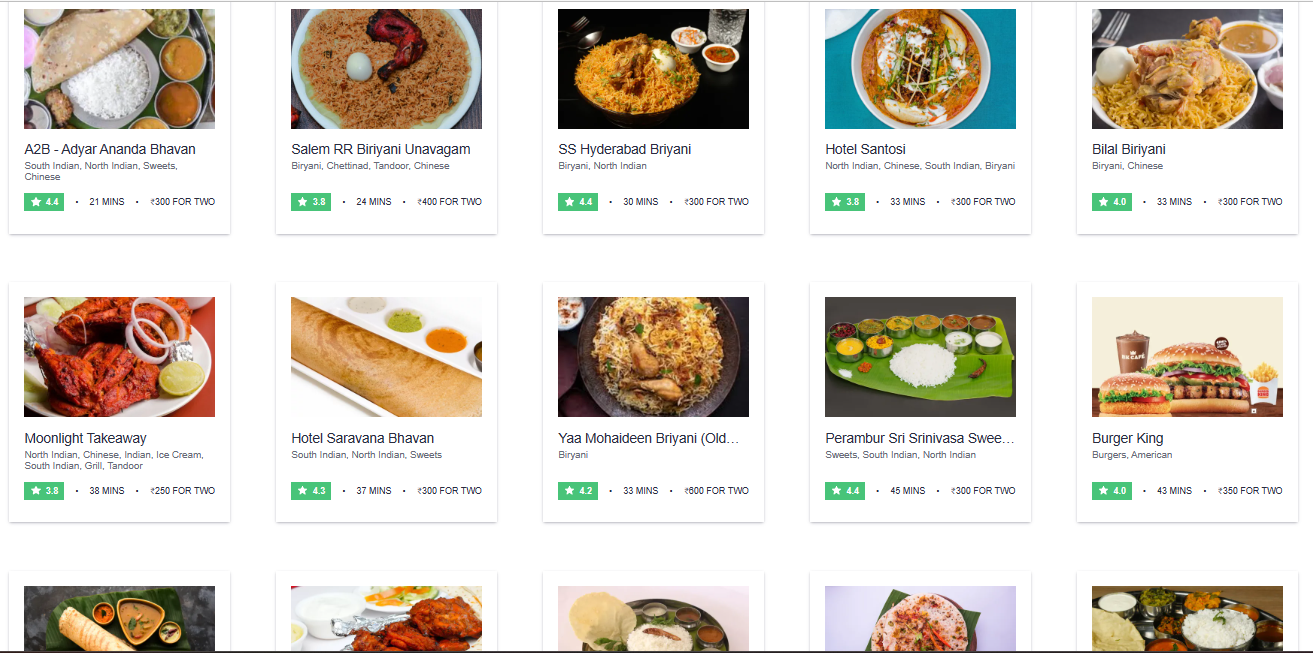 A2B - Adyar Ananda Bhavan
South Indian, North Indian, Sweets,
Chinese
★ 4.4 • 21 MINS • ₹300 FOR TWO
Salem RR Biriyani Unavagam
Biryani, Chettinad, Tandoor, Chinese
★ 3.8 • 24 MINS • ₹400 FOR TWO
SS Hyderabad Briyani
Biryani, North Indian
★ 4.4 • 30 MINS • ₹300 FOR TWO
Hotel Santosi
North Indian, Chinese, South Indian, Biryani
★ 3.8 • 33 MINS • ₹300 FOR TWO
Bilal Biriyani
Biryani, Chinese
★ 4.0 • 33 MINS • ₹300 FOR TWO
Moonlight Takeaway
North Indian, Chinese, Indian, Ice Cream,
South Indian, Grill, Tandoor
★ 3.8 • 38 MINS • ₹250 FOR TWO
Hotel Saravana Bhavan
South Indian, North Indian, Sweets
★ 4.3 • 37 MINS • ₹300 FOR TWO
Yaa Mohaideen Briyani (Old...
Biryani
★ 4.2 • 33 MINS • ₹600 FOR TWO
Perambur Sri Srinivasa Swee...
Sweets, South Indian, North Indian
★ 4.4 • 45 MINS • ₹300 FOR TWO
BK CAFÉ
Burger King
Burgers, American
★ 4.0 • 43 MINS • ₹350 FOR TWO